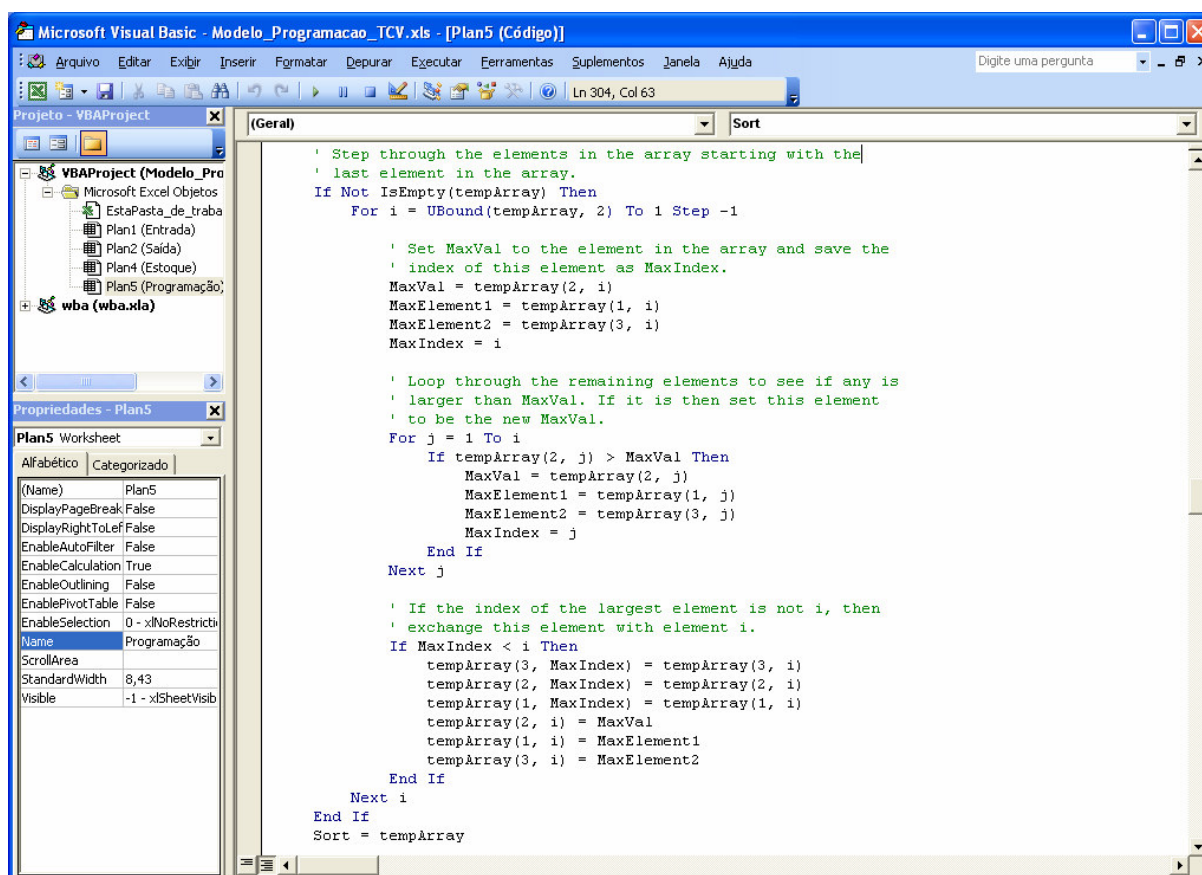 Microsoft Visual Basic - Modelo_Programacao_TCV.xls - [Plan5 (Código)]
Arquivo Editar Exibir Inserir Formatar Depurar Executar Ferramentas Suplementos Janela Ajuda
Digite uma pergunta
Ln 304, Col 63
Projeto - VBAProject
VBAProject (Modelo_Pro
Microsoft Excel Objetos
EstaPasta_de_traba
Plan1 (Entrada)
Plan2 (Saída)
Plan4 (Estoque)
Plan5 (Programação)
wba (wba.xla)
Propriedades - Plan5
Plan5 Worksheet
Alfabético Categorizado
(Name) Plan5
DisplayPageBreak False
DisplayRightToLef False
EnableAutoFilter False
EnableCalculation True
EnableOutlining False
EnablePivotTable False
EnableSelection 0 - xlNoRestricti
Name Programação
ScrollArea
StandardWidth 8,43
Visible -1 - xlSheetVisib
(Geral) Sort
' Step through the elements in the array starting with the
' last element in the array.
If Not IsEmpty(tempArray) Then
For i = UBound(tempArray, 2) To 1 Step -1
' Set MaxVal to the element in the array and save the
' index of this element as MaxIndex.
MaxVal = tempArray(2, i)
MaxElement1 = tempArray(1, i)
MaxElement2 = tempArray(3, i)
MaxIndex = i
' Loop through the remaining elements to see if any is
' larger than MaxVal. If it is then set this element
' to be the new MaxVal.
For j = 1 To i
If tempArray(2, j) > MaxVal Then
MaxVal = tempArray(2, j)
MaxElement1 = tempArray(1, j)
MaxElement2 = tempArray(3, j)
MaxIndex = j
End If
Next j
' If the index of the largest element is not i, then
' exchange this element with element i.
If MaxIndex < i Then
tempArray(3, MaxIndex) = tempArray(3, i)
tempArray(2, MaxIndex) = tempArray(2, i)
tempArray(1, MaxIndex) = tempArray(1, i)
tempArray(2, i) = MaxVal
tempArray(1, i) = MaxElement1
tempArray(3, i) = MaxElement2
End If
Next i
End If
Sort = tempArray